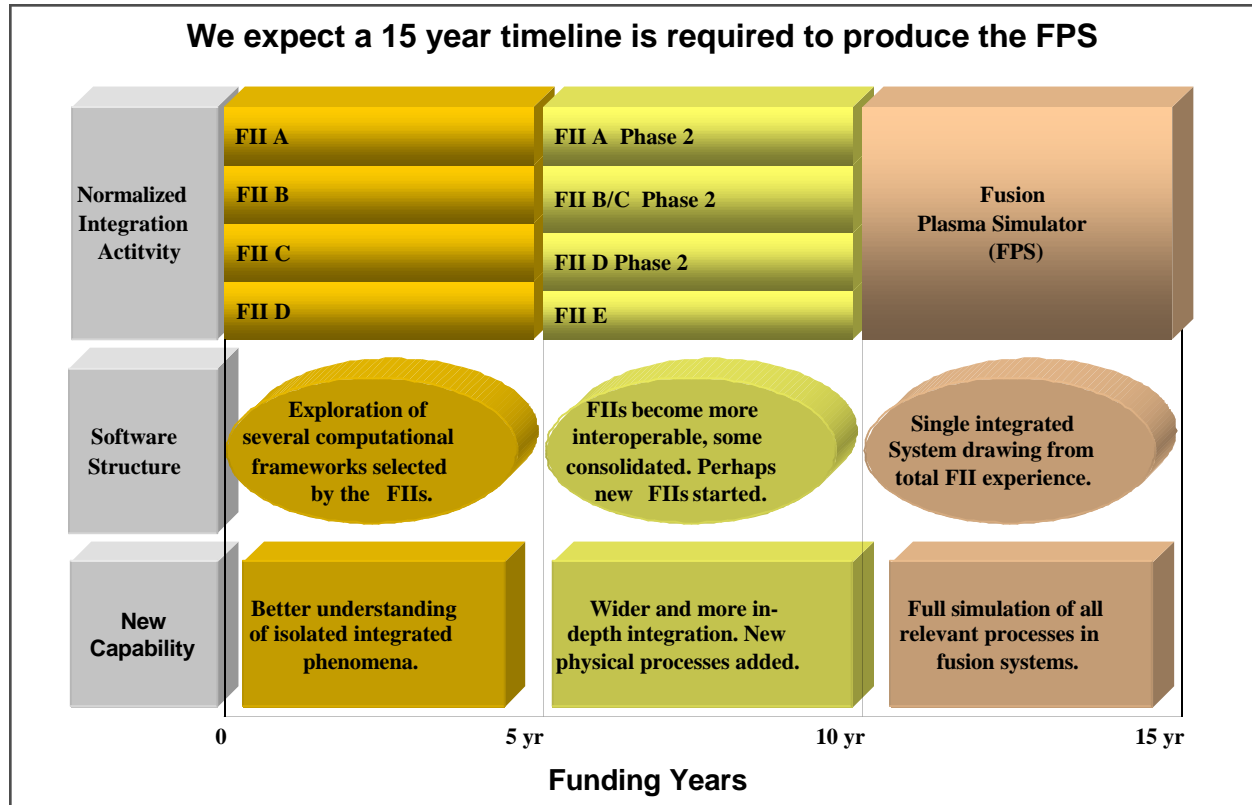 We expect a 15 year timeline is required to produce the FPS
Normalized
Integration
Actitvity
FII A
FII B
FII C
FII D
FII A Phase 2
FII B/C Phase 2
FII D Phase 2
FII E
Fusion
Plasma Simulator
(FPS)
Software
Structure
Exploration of
several computational
frameworks selected
by the FIIs.
FIIs become more
interoperable, some
consolidated. Perhaps
new FIIs started.
Single integrated
System drawing from
total FII experience.
New
Capability
Better understanding
of isolated integrated
phenomena.
Wider and more in-
depth integration. New
physical processes added.
Full simulation of all
relevant processes in
fusion systems.
0
5 yr
10 yr
15 yr
Funding Years